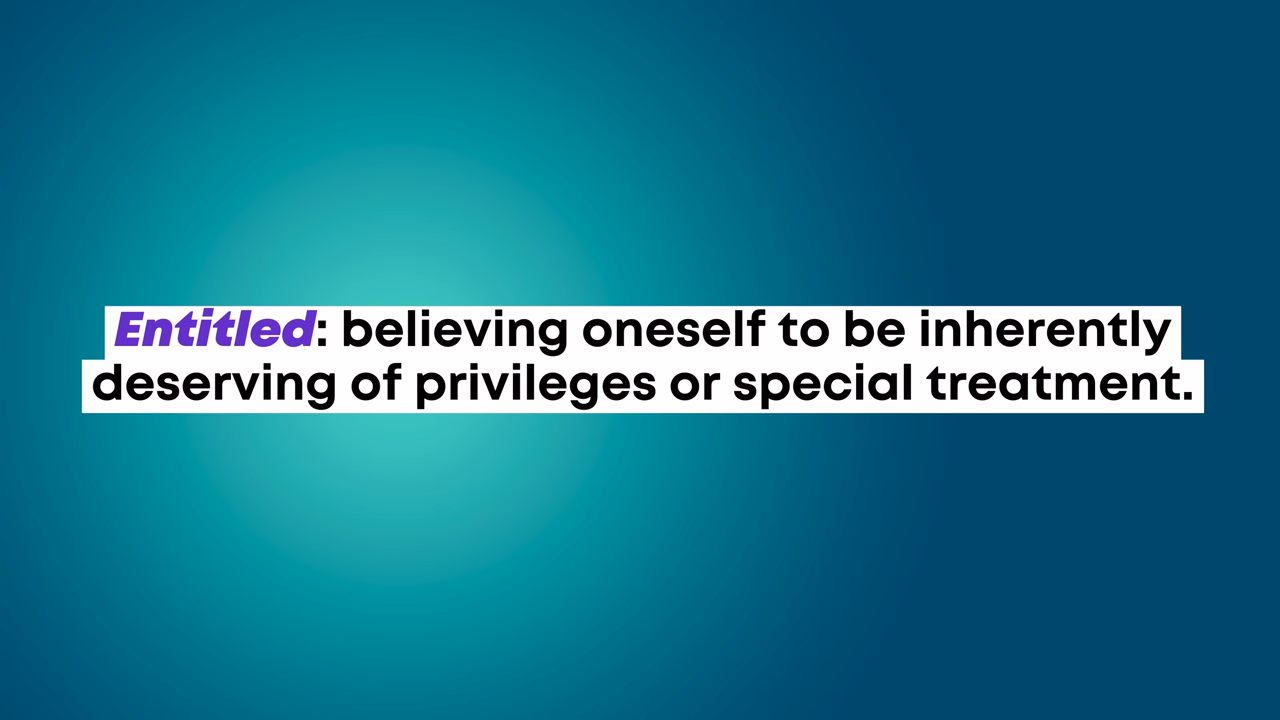 Entitled: believing oneself to be inherently
deserving of privileges or special treatment.